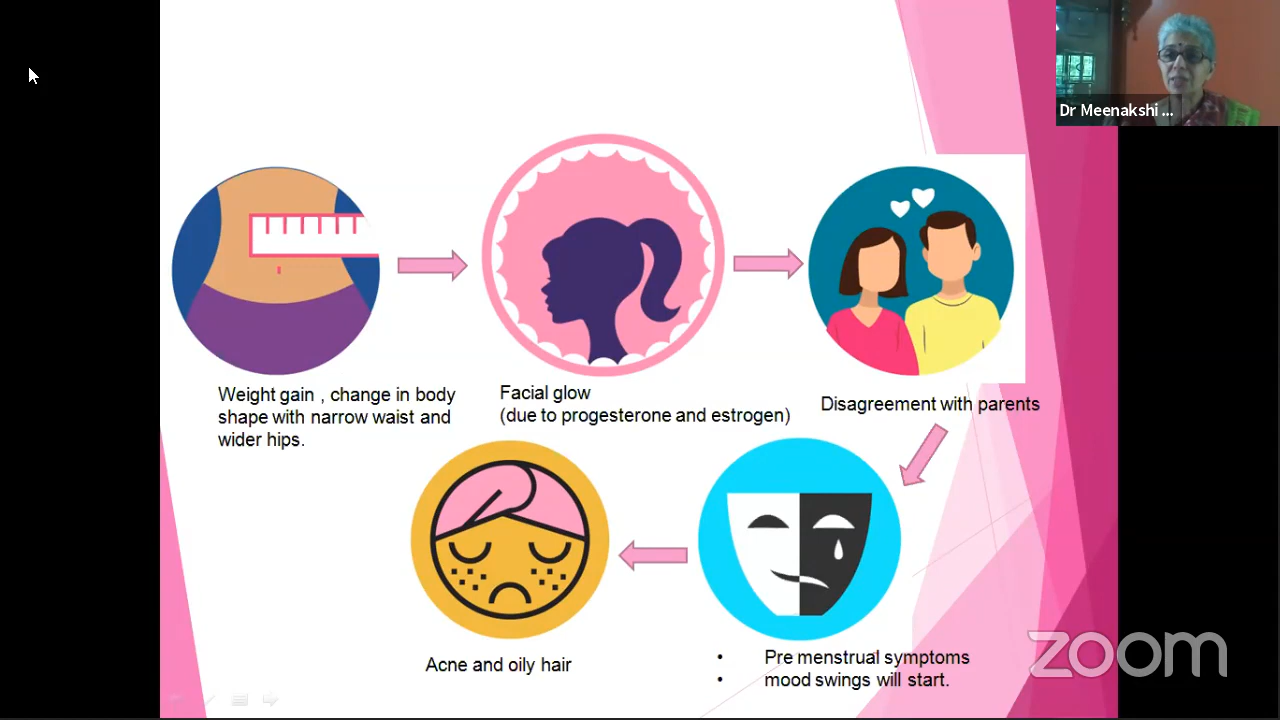 Dr Meenakshi ...
Weight gain , change in body
shape with narrow waist and
wider hips.
Facial glow
(due to progesterone and estrogen)
Disagreement with parents
• Pre menstrual symptoms
• mood swings will start.
Acne and oily hair
zoom